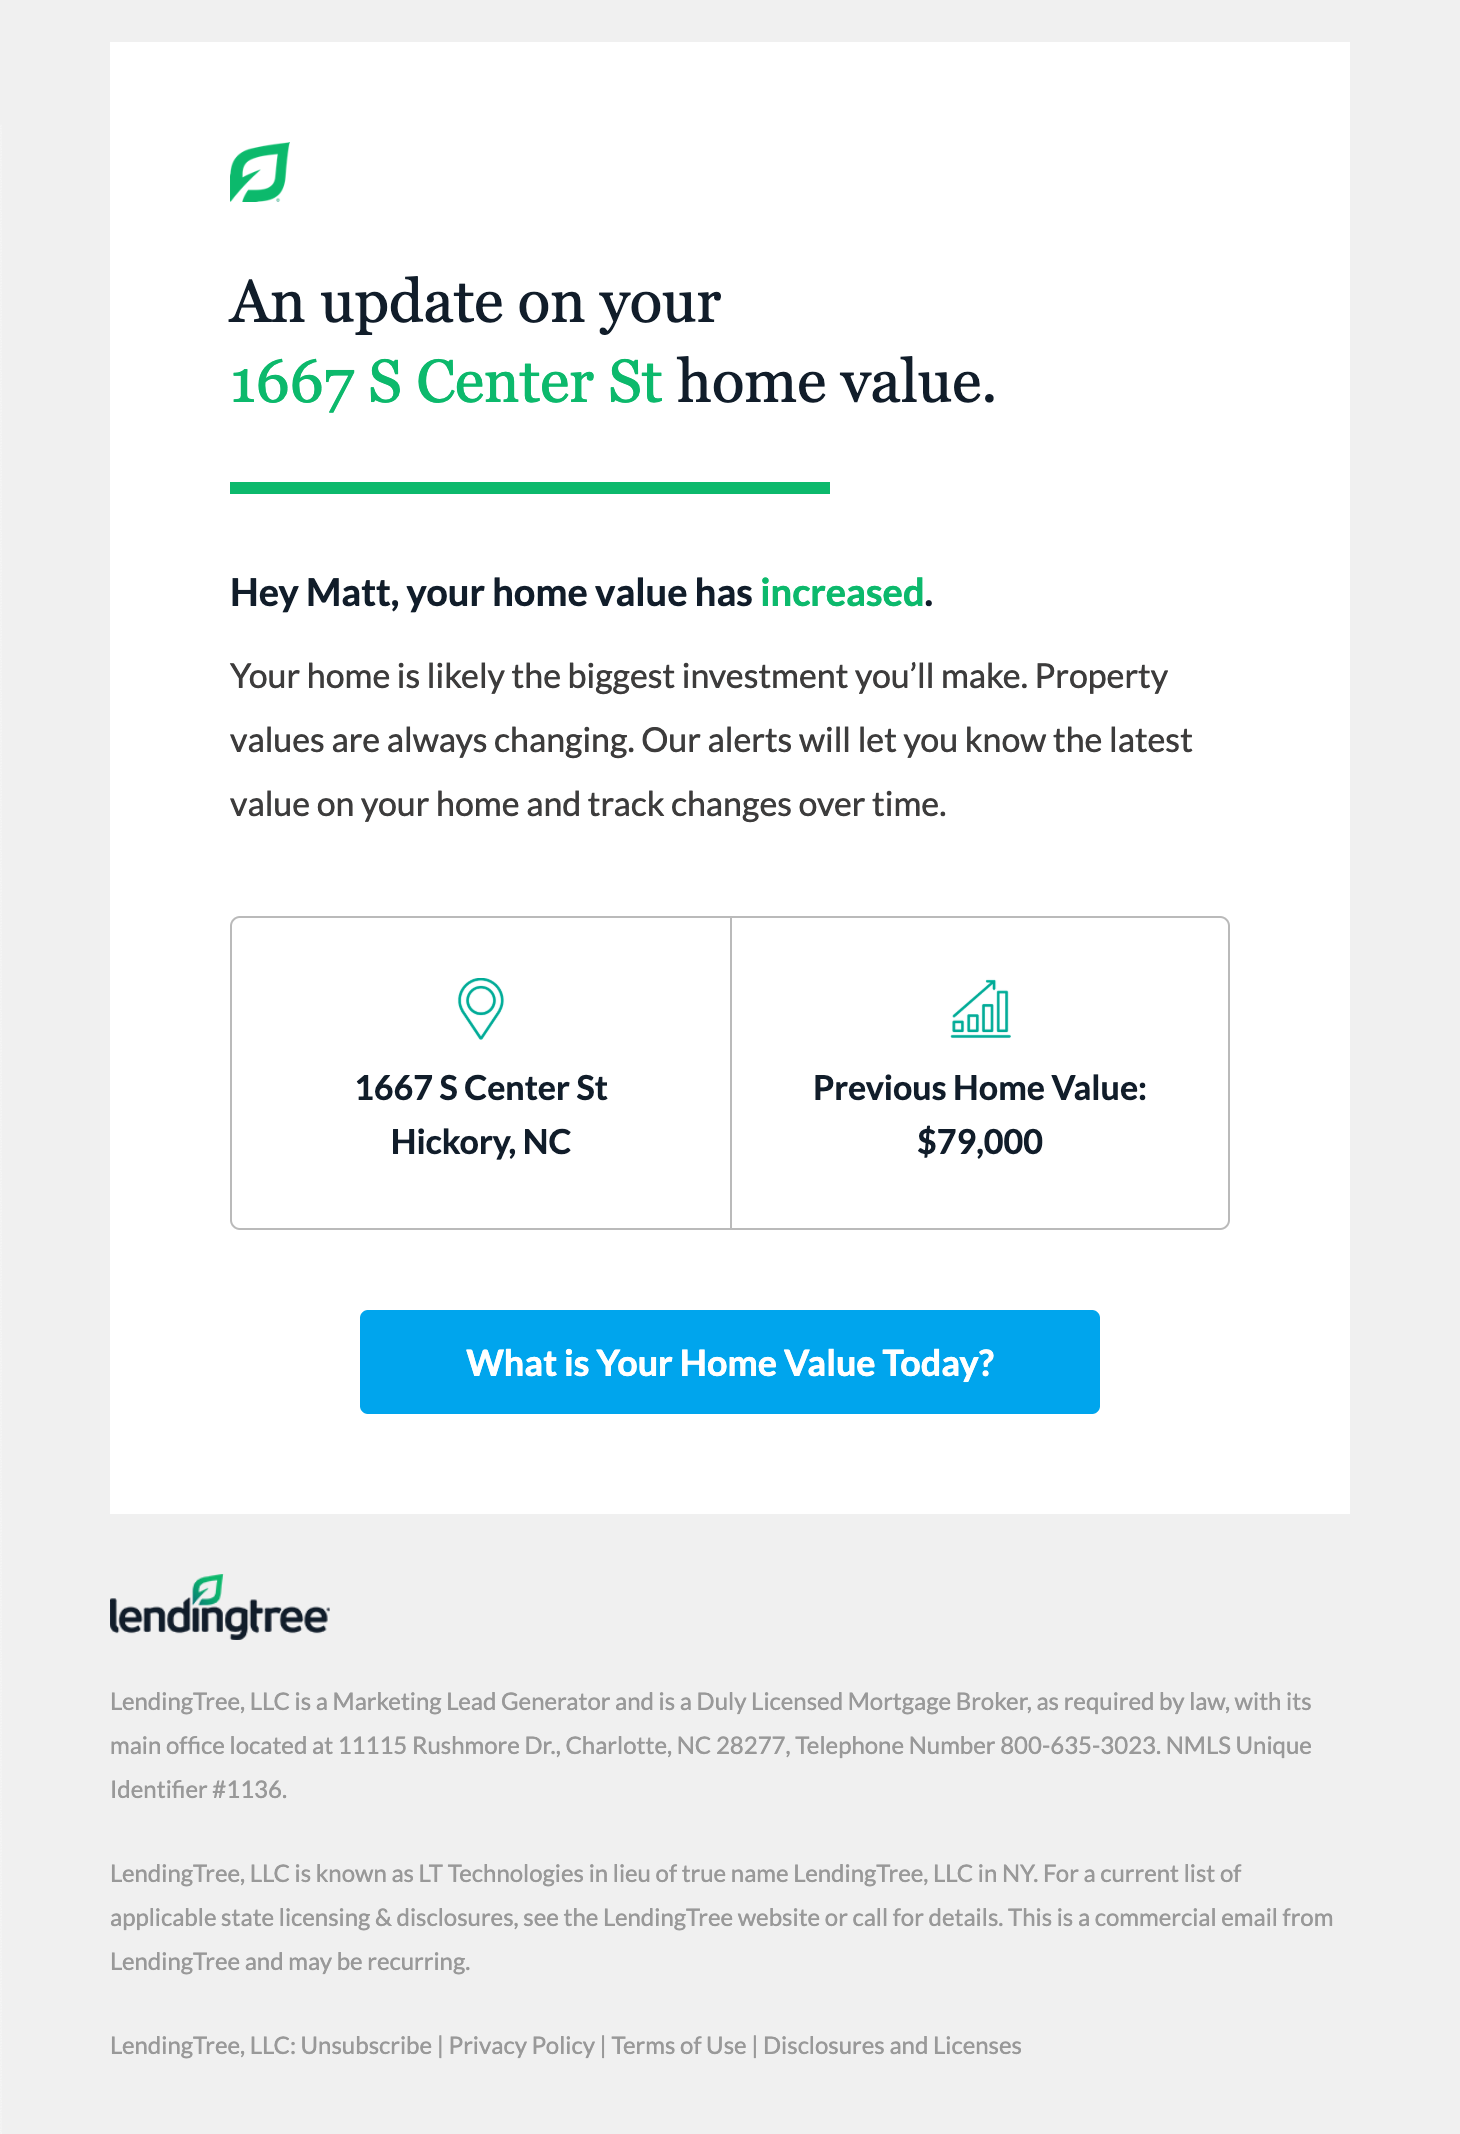 An update on your
1667 S Center St home value.
Hey Matt, your home value has increased.
Your home is likely the biggest investment you’ll make. Property
values are always changing. Our alerts will let you know the latest
value on your home and track changes over time.
1667 S Center St
Hickory, NC
Previous Home Value:
$79,000
What is Your Home Value Today?
lendingtree
LendingTree, LLC is a Marketing Lead Generator and is a Duly Licensed Mortgage Broker, as required by law, with its
main office located at 11115 Rushmore Dr., Charlotte, NC 28277, Telephone Number 800-635-3023. NMLS Unique
Identifier #1136.
LendingTree, LLC is known as LT Technologies in lieu of true name LendingTree, LLC in NY. For a current list of
applicable state licensing & disclosures, see the LendingTree website or call for details. This is a commercial email from
LendingTree and may be recurring.
LendingTree, LLC: Unsubscribe | Privacy Policy | Terms of Use | Disclosures and Licenses